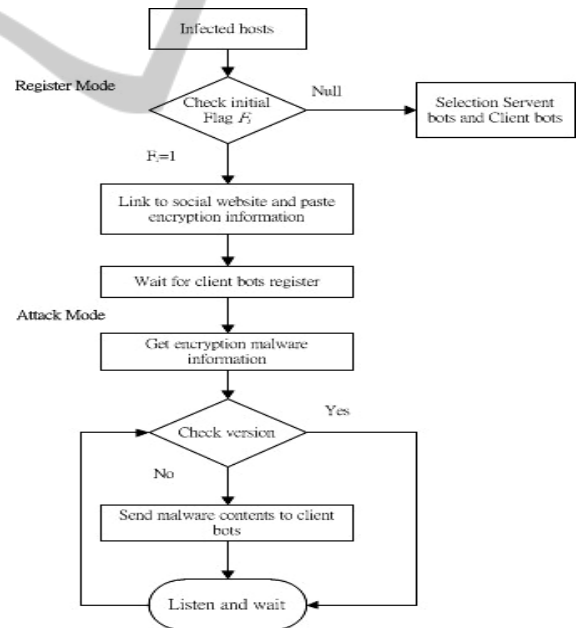 Infected hosts
Register Mode
Check initial
Flag Fi
Null
Selection Servent
bots and Client bots
Fi=1
Link to social website and paste
encryption information
Wait for client bots register
Attack Mode
Get encryption malware
information
Yes
Check version
No
Send malware contents to client
bots
Listen and wait